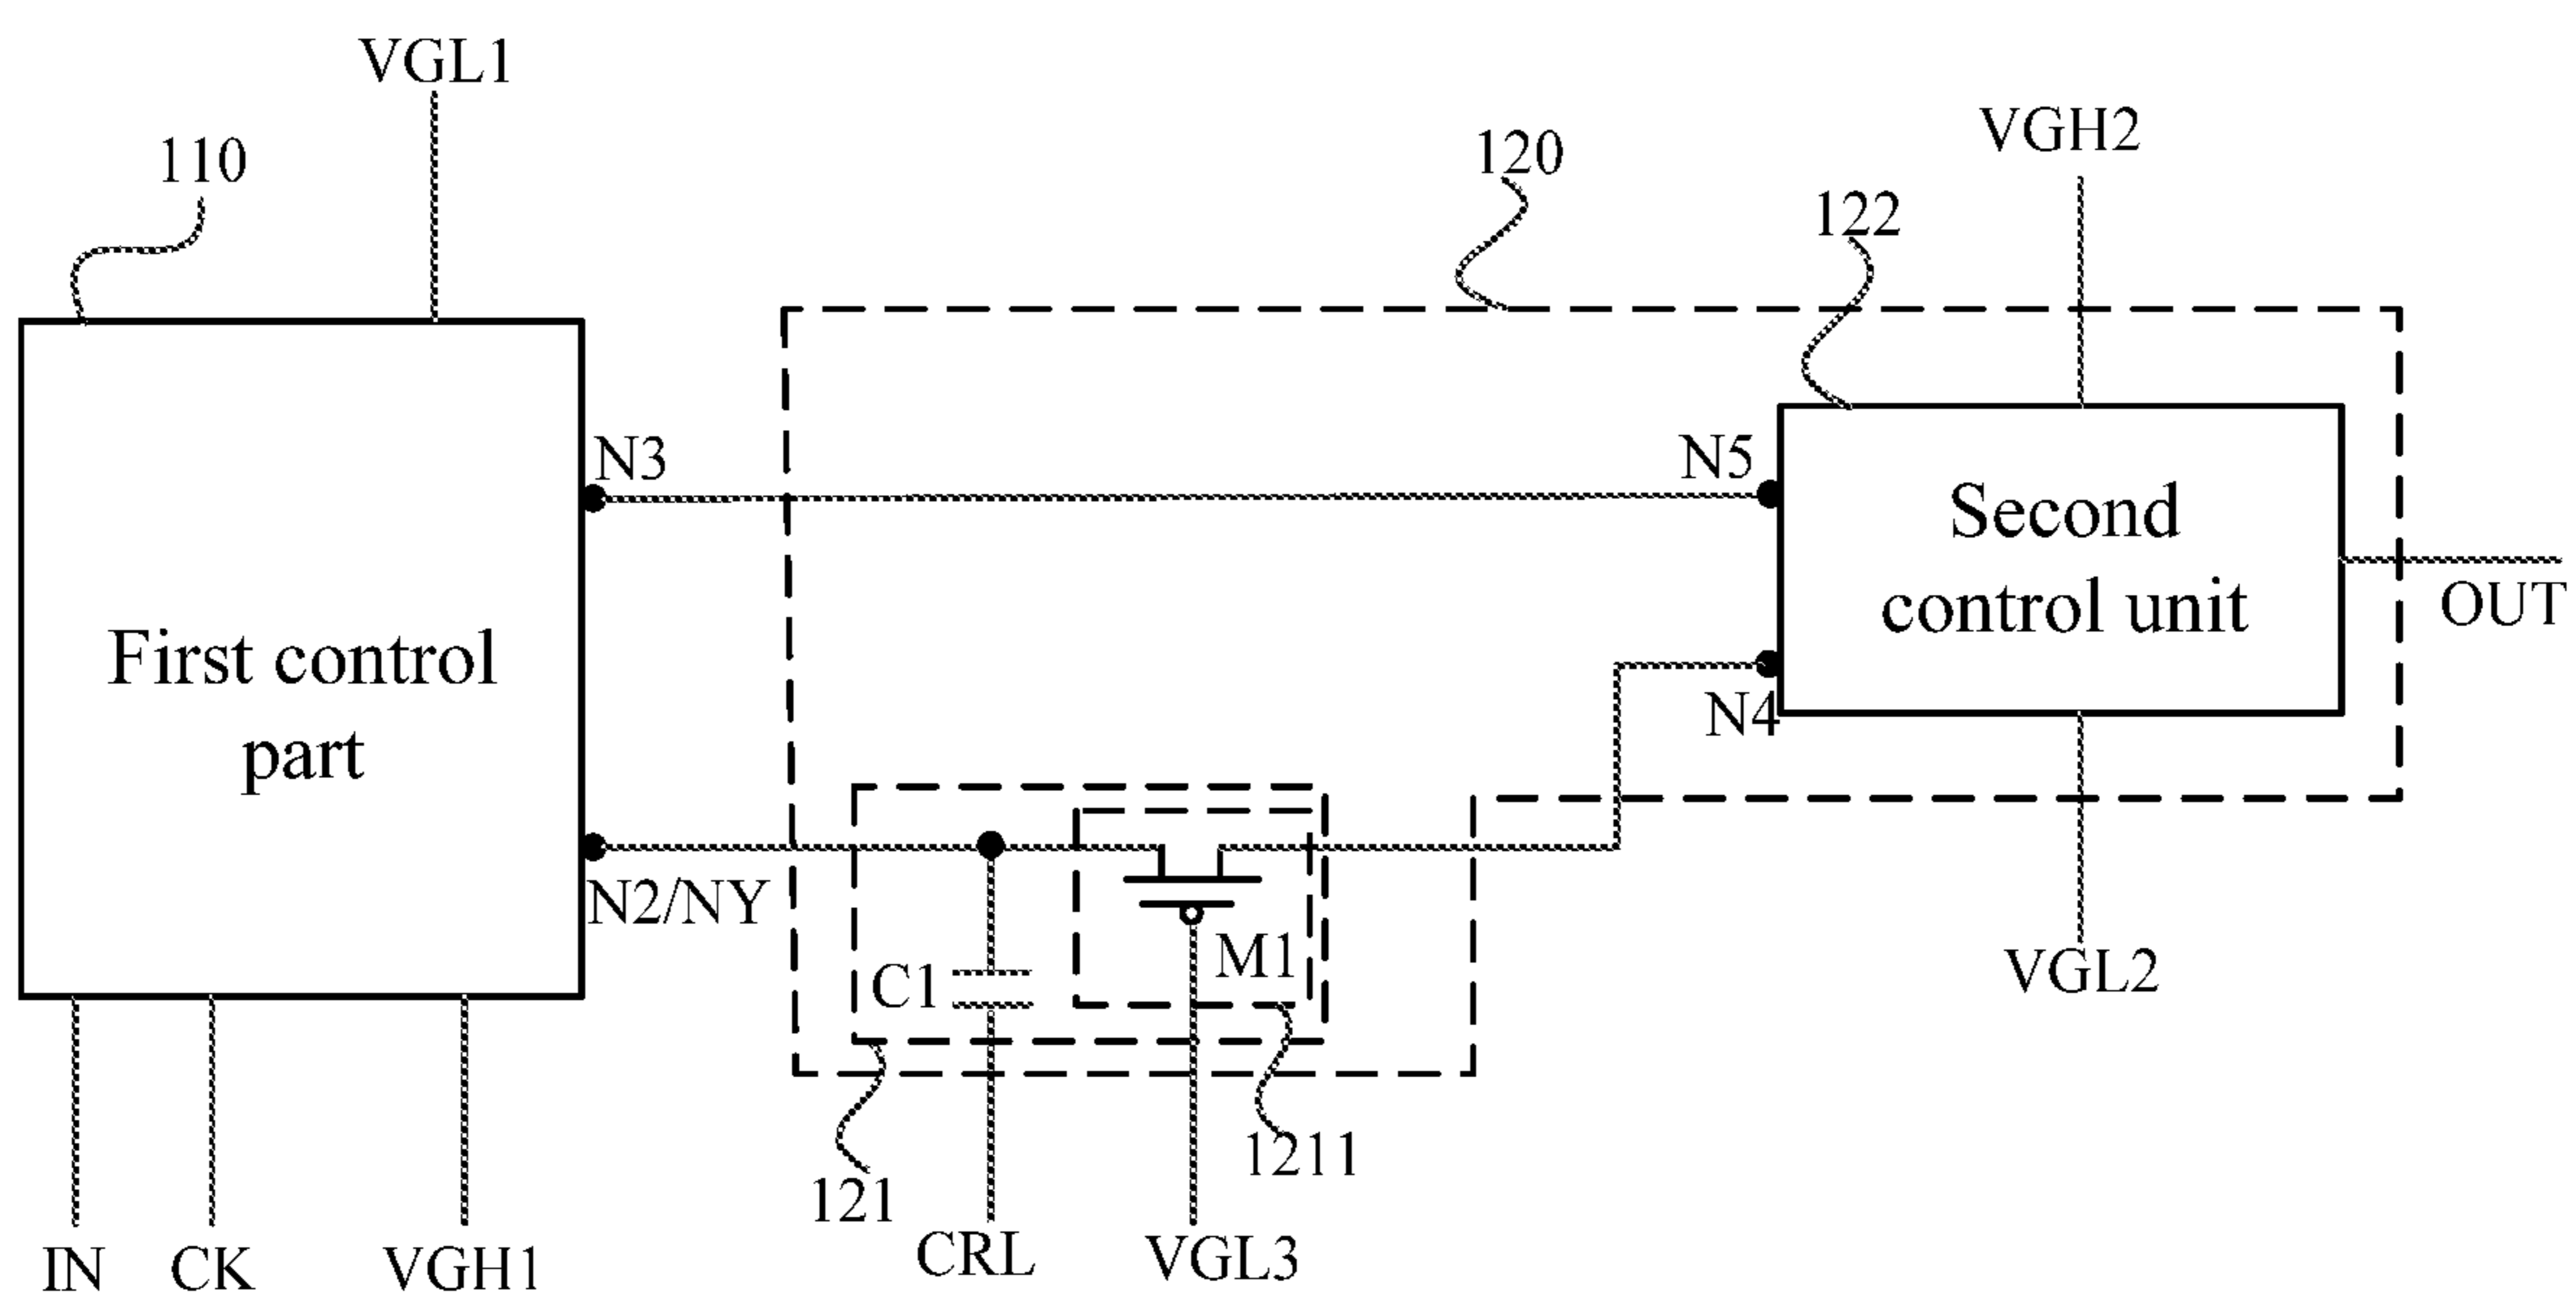 VGL1
110
120
VGH2
122
N3
N5
Second
control unit
OUT
First control
part
N4
N2/NY
M1
C1
VGL2
1211
121
IN
CK
VGH1
CRL
VGL3